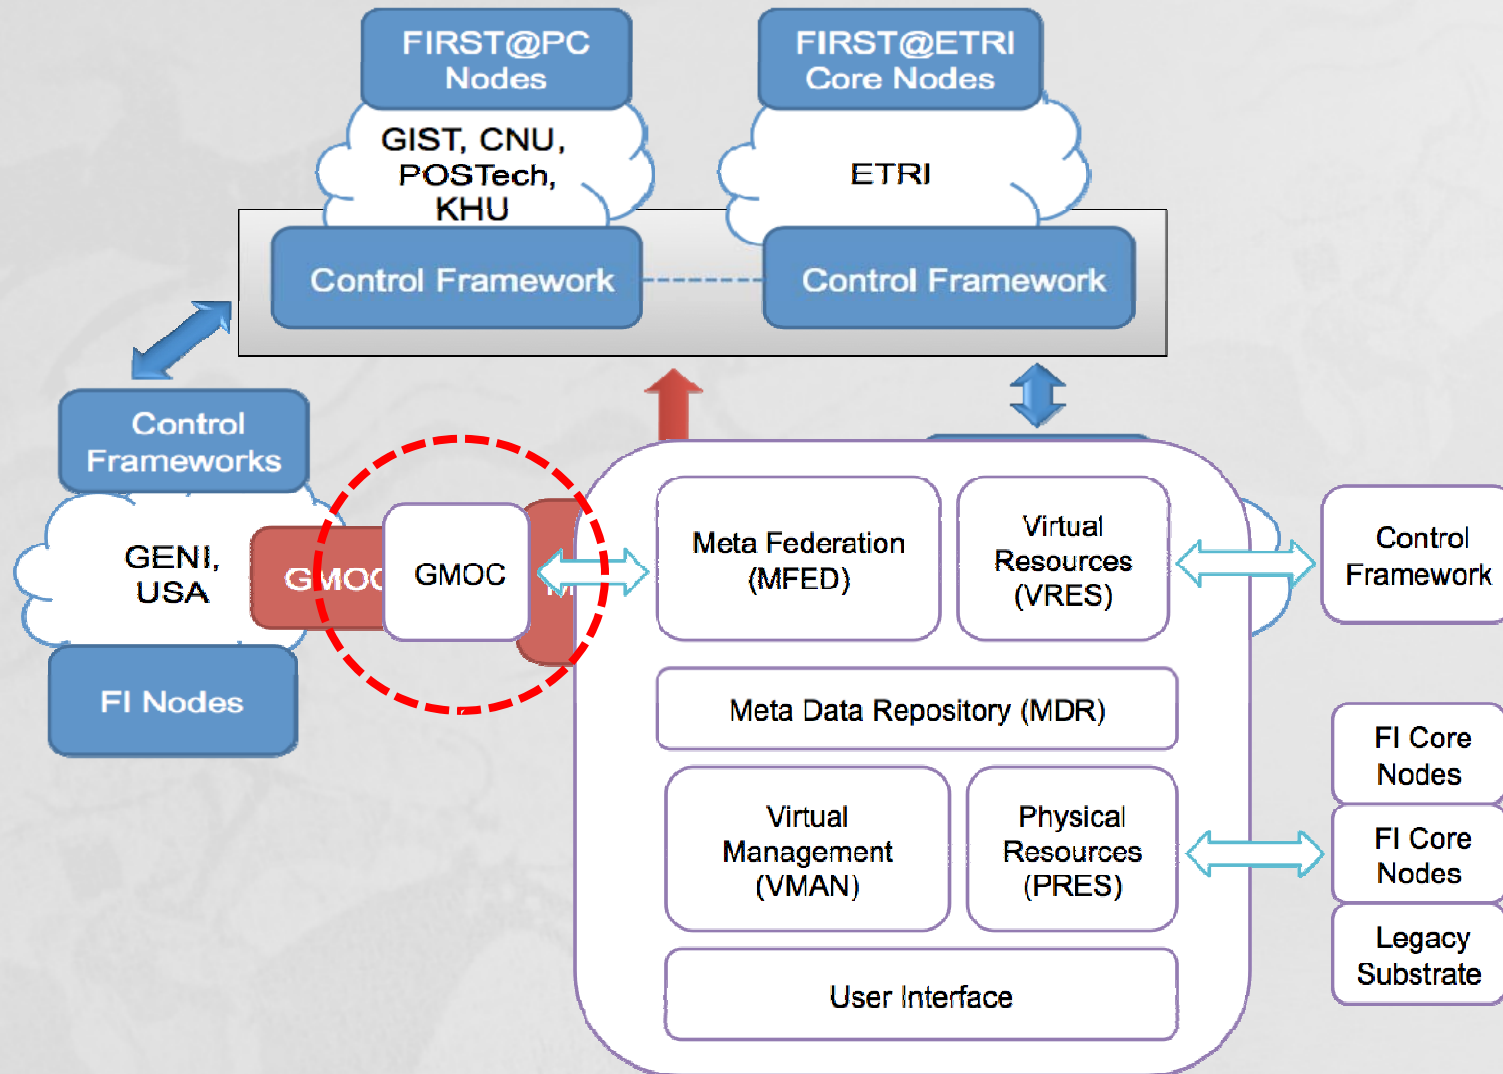 FIRST@PC
Nodes
FIRST@ETRI
Core Nodes
GIST, CNU,
POSTech,
KHU
ETRI
Control Framework
Control Framework
Control
Frameworks
GENI,
USA
FI Nodes
GMOC
GMOC
Meta Federation
(MFED)
Virtual
Resources
(VRES)
Control
Framework
Meta Data Repository (MDR)
Virtual
Management
(VMAN)
Physical
Resources
(PRES)
FI Core
Nodes
FI Core
Nodes
Legacy
Substrate
User Interface